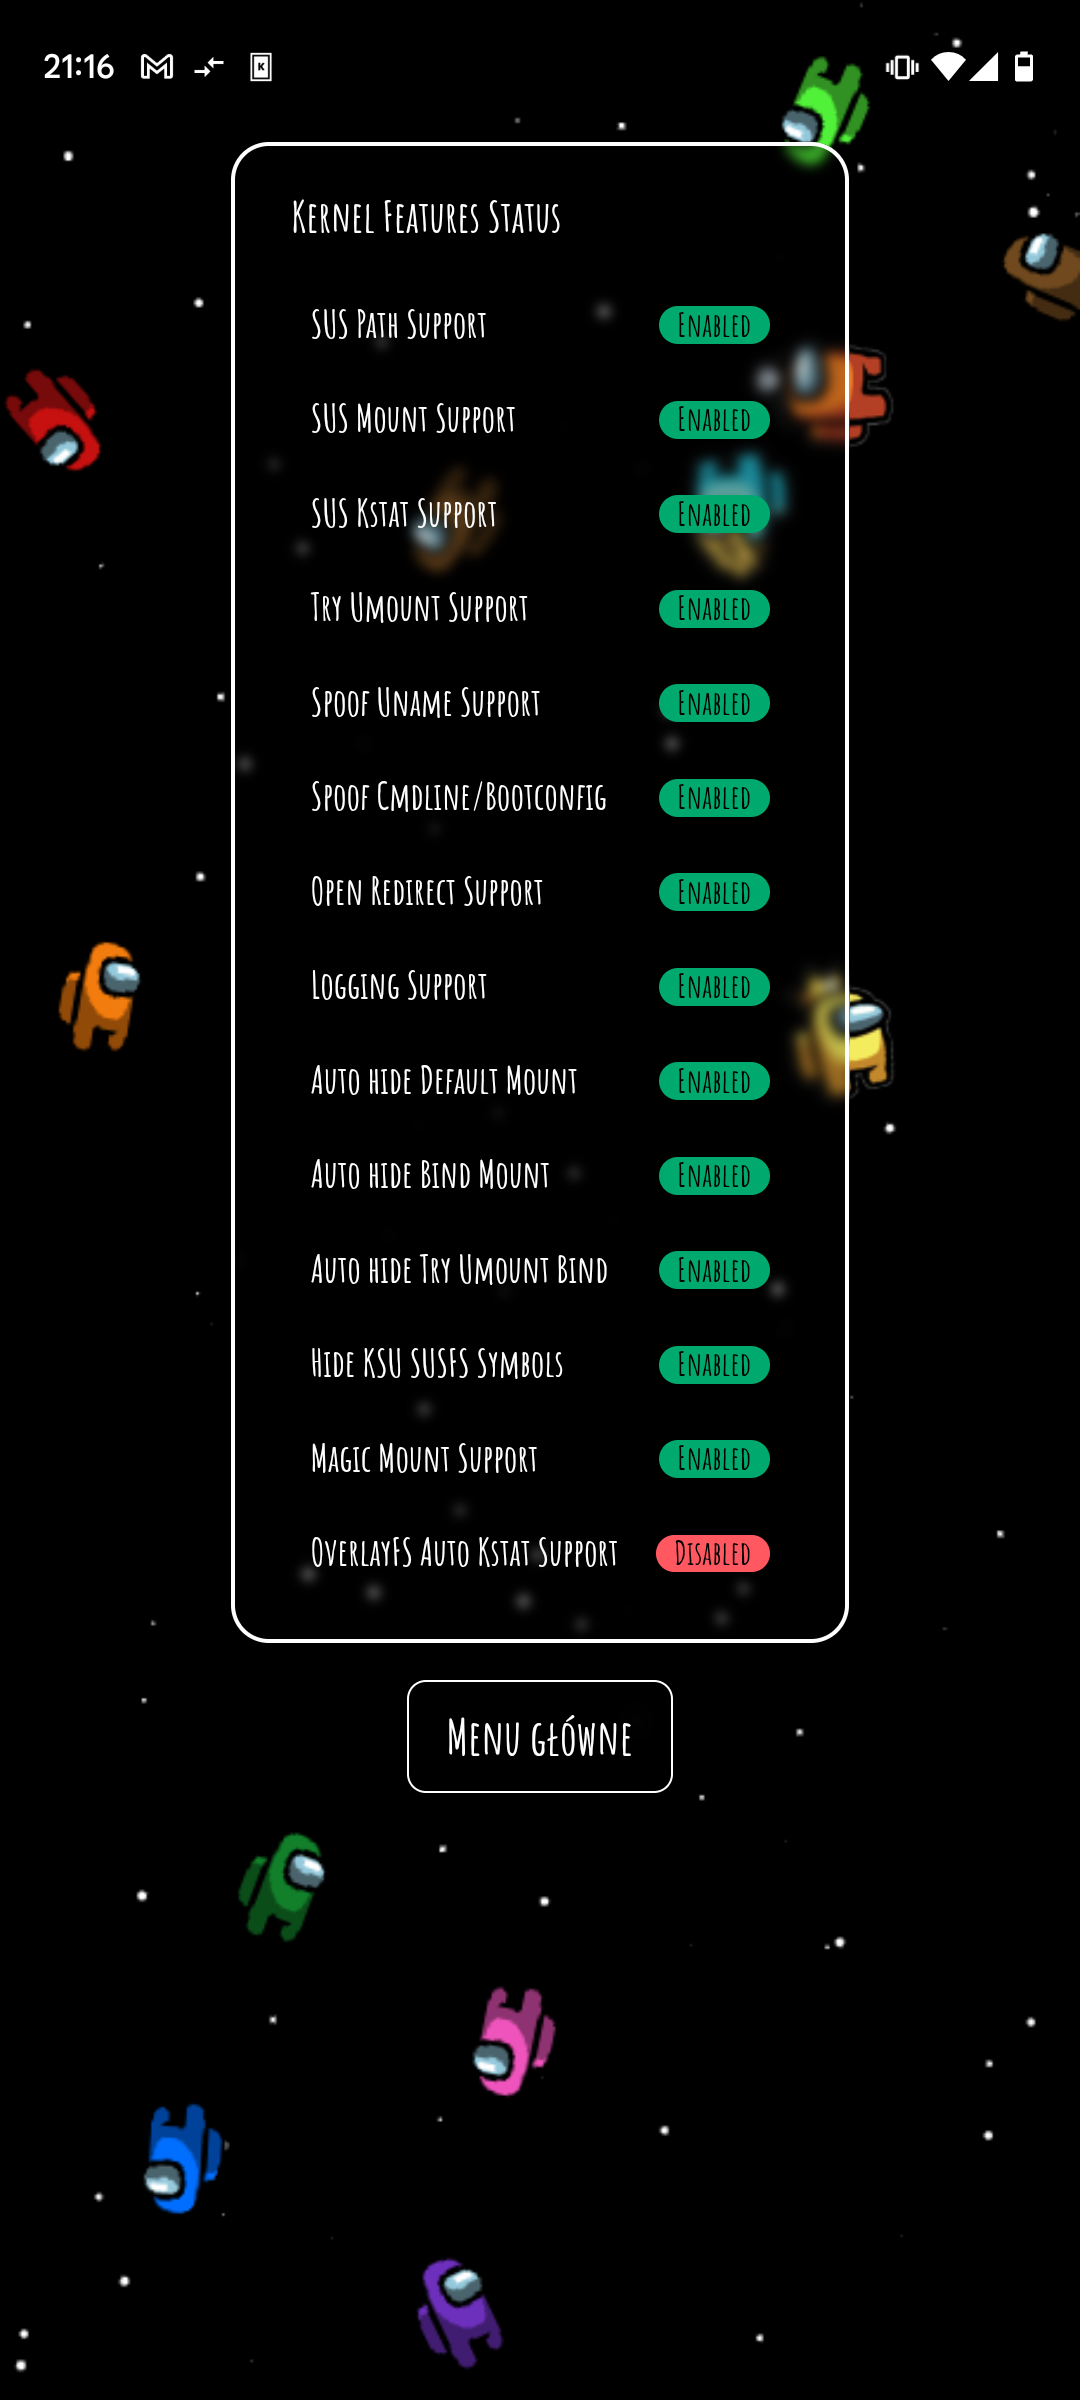 21:16
Kernel Features Status
SUS Path Support Enabled
SUS Mount Support Enabled
SUS Kstat Support Enabled
Try Umount Support Enabled
Spoof Uname Support Enabled
Spoof Cmdline/Bootconfig Enabled
Open Redirect Support Enabled
Logging Support Enabled
Auto hide Default Mount Enabled
Auto hide Bind Mount Enabled
Auto hide Try Umount Bind Enabled
Hide KSU SUSFS Symbols Enabled
Magic Mount Support Enabled
OverlayFS Auto Kstat Support Disabled
Menu główne